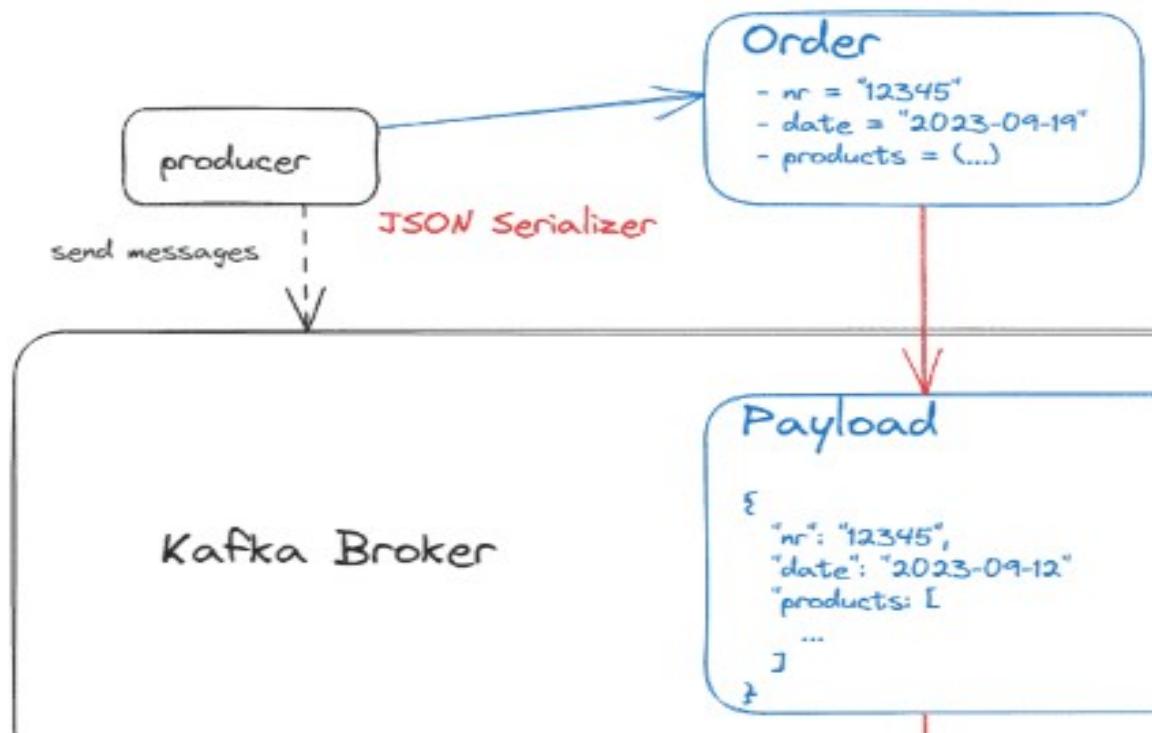 Order
- nr = "12345"
- date = "2023-09-19"
- products = (...)
producer
JSON Serializer
send messages
Payload
{
"nr": "12345",
"date": "2023-09-12"
"products: [
...
]
}
Kafka Broker